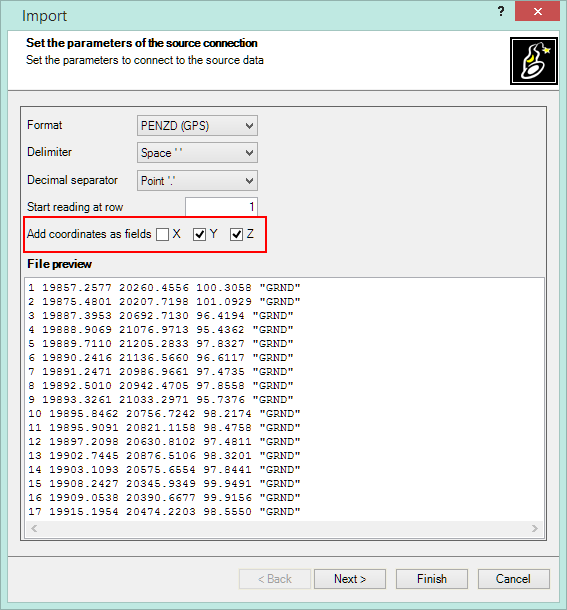 Import
Set the parameters of the source connection
Set the parameters to connect to the source data
Format PENZD (GPS)
Delimiter Space ' '
Decimal separator Point '.'
Start reading at row 1
Add coordinates as fields X Y Z
File preview
1 19857.2577 20260.4556 100.3058 "GRND"
2 19875.4801 20207.7198 101.0929 "GRND"
3 19887.3953 20692.7130 96.4194 "GRND"
4 19888.9069 21076.9713 95.4362 "GRND"
5 19889.7110 21205.2833 97.8327 "GRND"
6 19890.2416 21136.5660 96.6117 "GRND"
7 19891.2471 20986.9661 97.4735 "GRND"
8 19892.5010 20942.4705 97.8558 "GRND"
9 19893.3261 21033.2971 95.7376 "GRND"
10 19895.8462 20756.7242 98.2174 "GRND"
11 19895.9091 20821.1158 98.4758 "GRND"
12 19897.2098 20630.8102 97.4811 "GRND"
13 19902.7445 20876.5106 98.3201 "GRND"
14 19903.1093 20575.6554 97.8441 "GRND"
15 19908.2427 20345.9349 99.9491 "GRND"
16 19909.0538 20390.6677 99.9156 "GRND"
17 19915.1954 20474.2203 98.5550 "GRND"
< Back Next > Finish Cancel